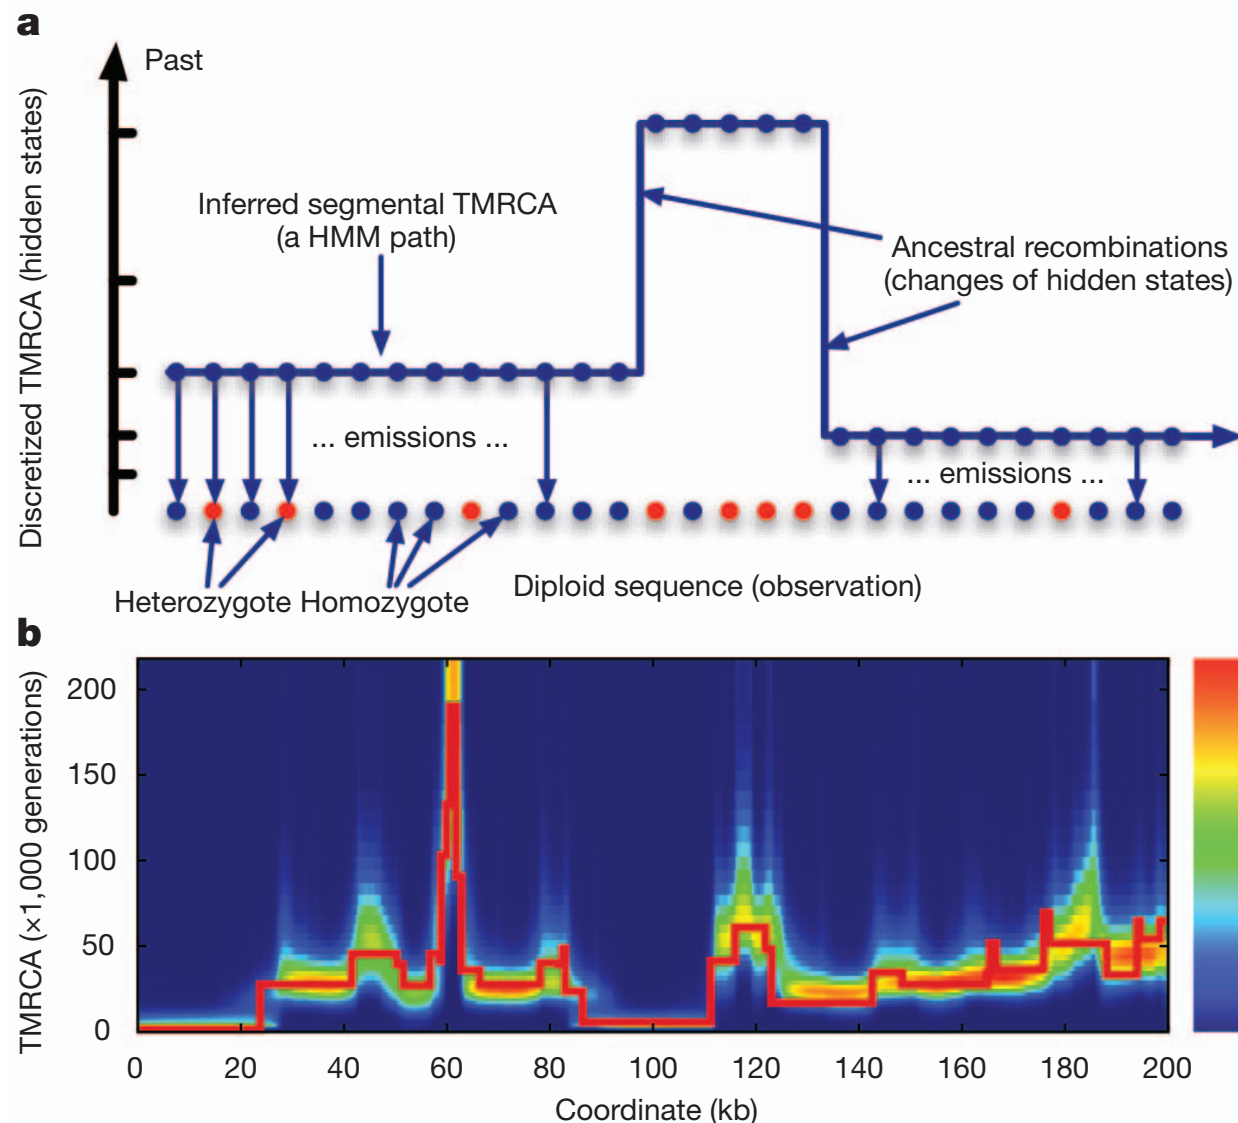 a
Past
Discretized TMRCA (hidden states)
Inferred segmental TMRCA
(a HMM path)
Ancestral recombinations
(changes of hidden states)
... emissions ...
... emissions ...
Heterozygote Homozygote
Diploid sequence (observation)
b
TMRCA (×1,000 generations)
200
150
100
50
0
0 20 40 60 80 100 120 140 160 180 200
Coordinate (kb)